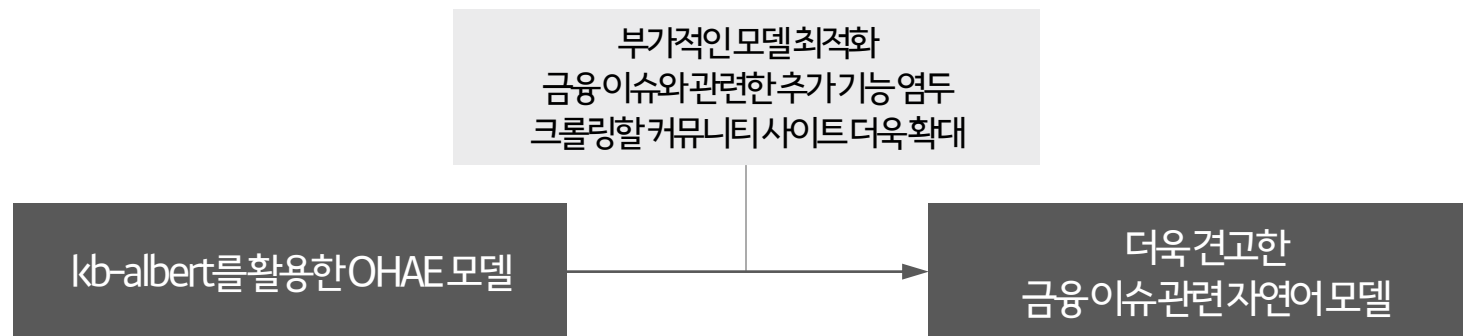 부가적인 모델 최적화
금융 이슈와 관련한 추가 기능 염두
크롤링할 커뮤니티 사이트 더욱 확대
kb-albert를 활용한 OHAE 모델
더욱 견고한
금융 이슈 관련 자연어 모델